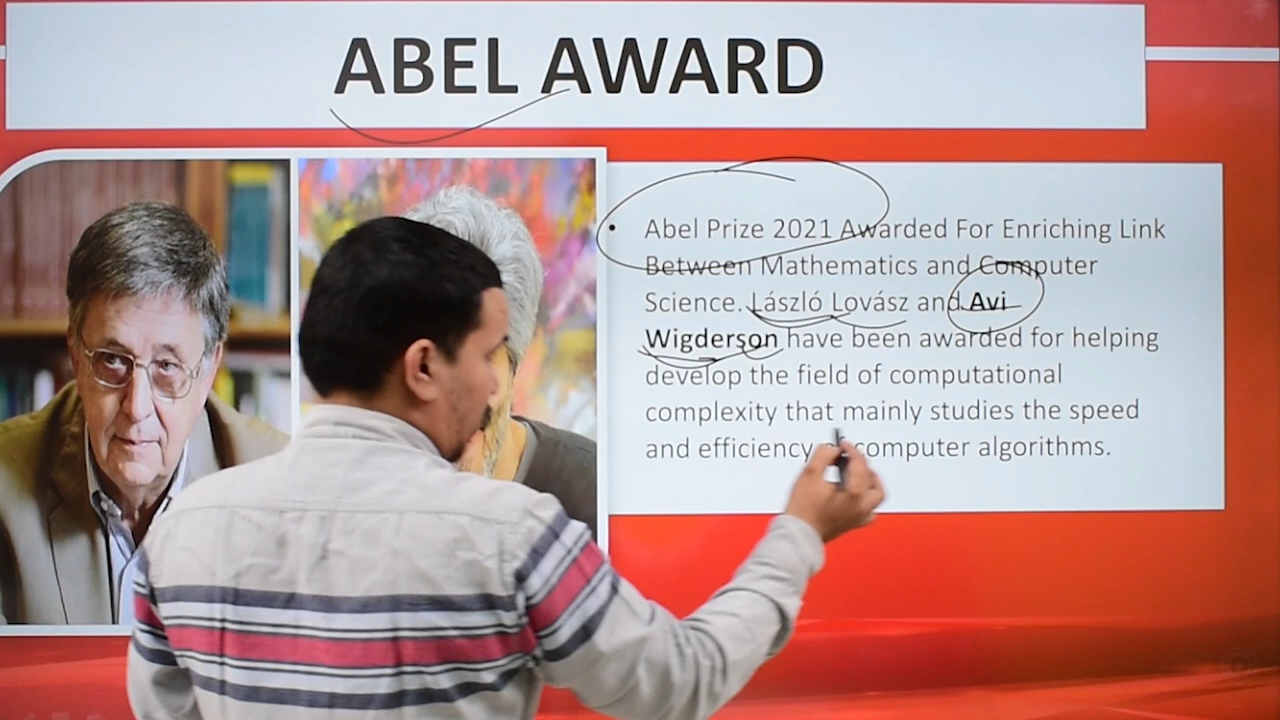 ABEL AWARD
• Abel Prize 2021 Awarded For Enriching Link
Between Mathematics and Computer
Science. László Lovász and Avi
Wigderson have been awarded for helping
develop the field of computational
complexity that mainly studies the speed
and efficiency computer algorithms.